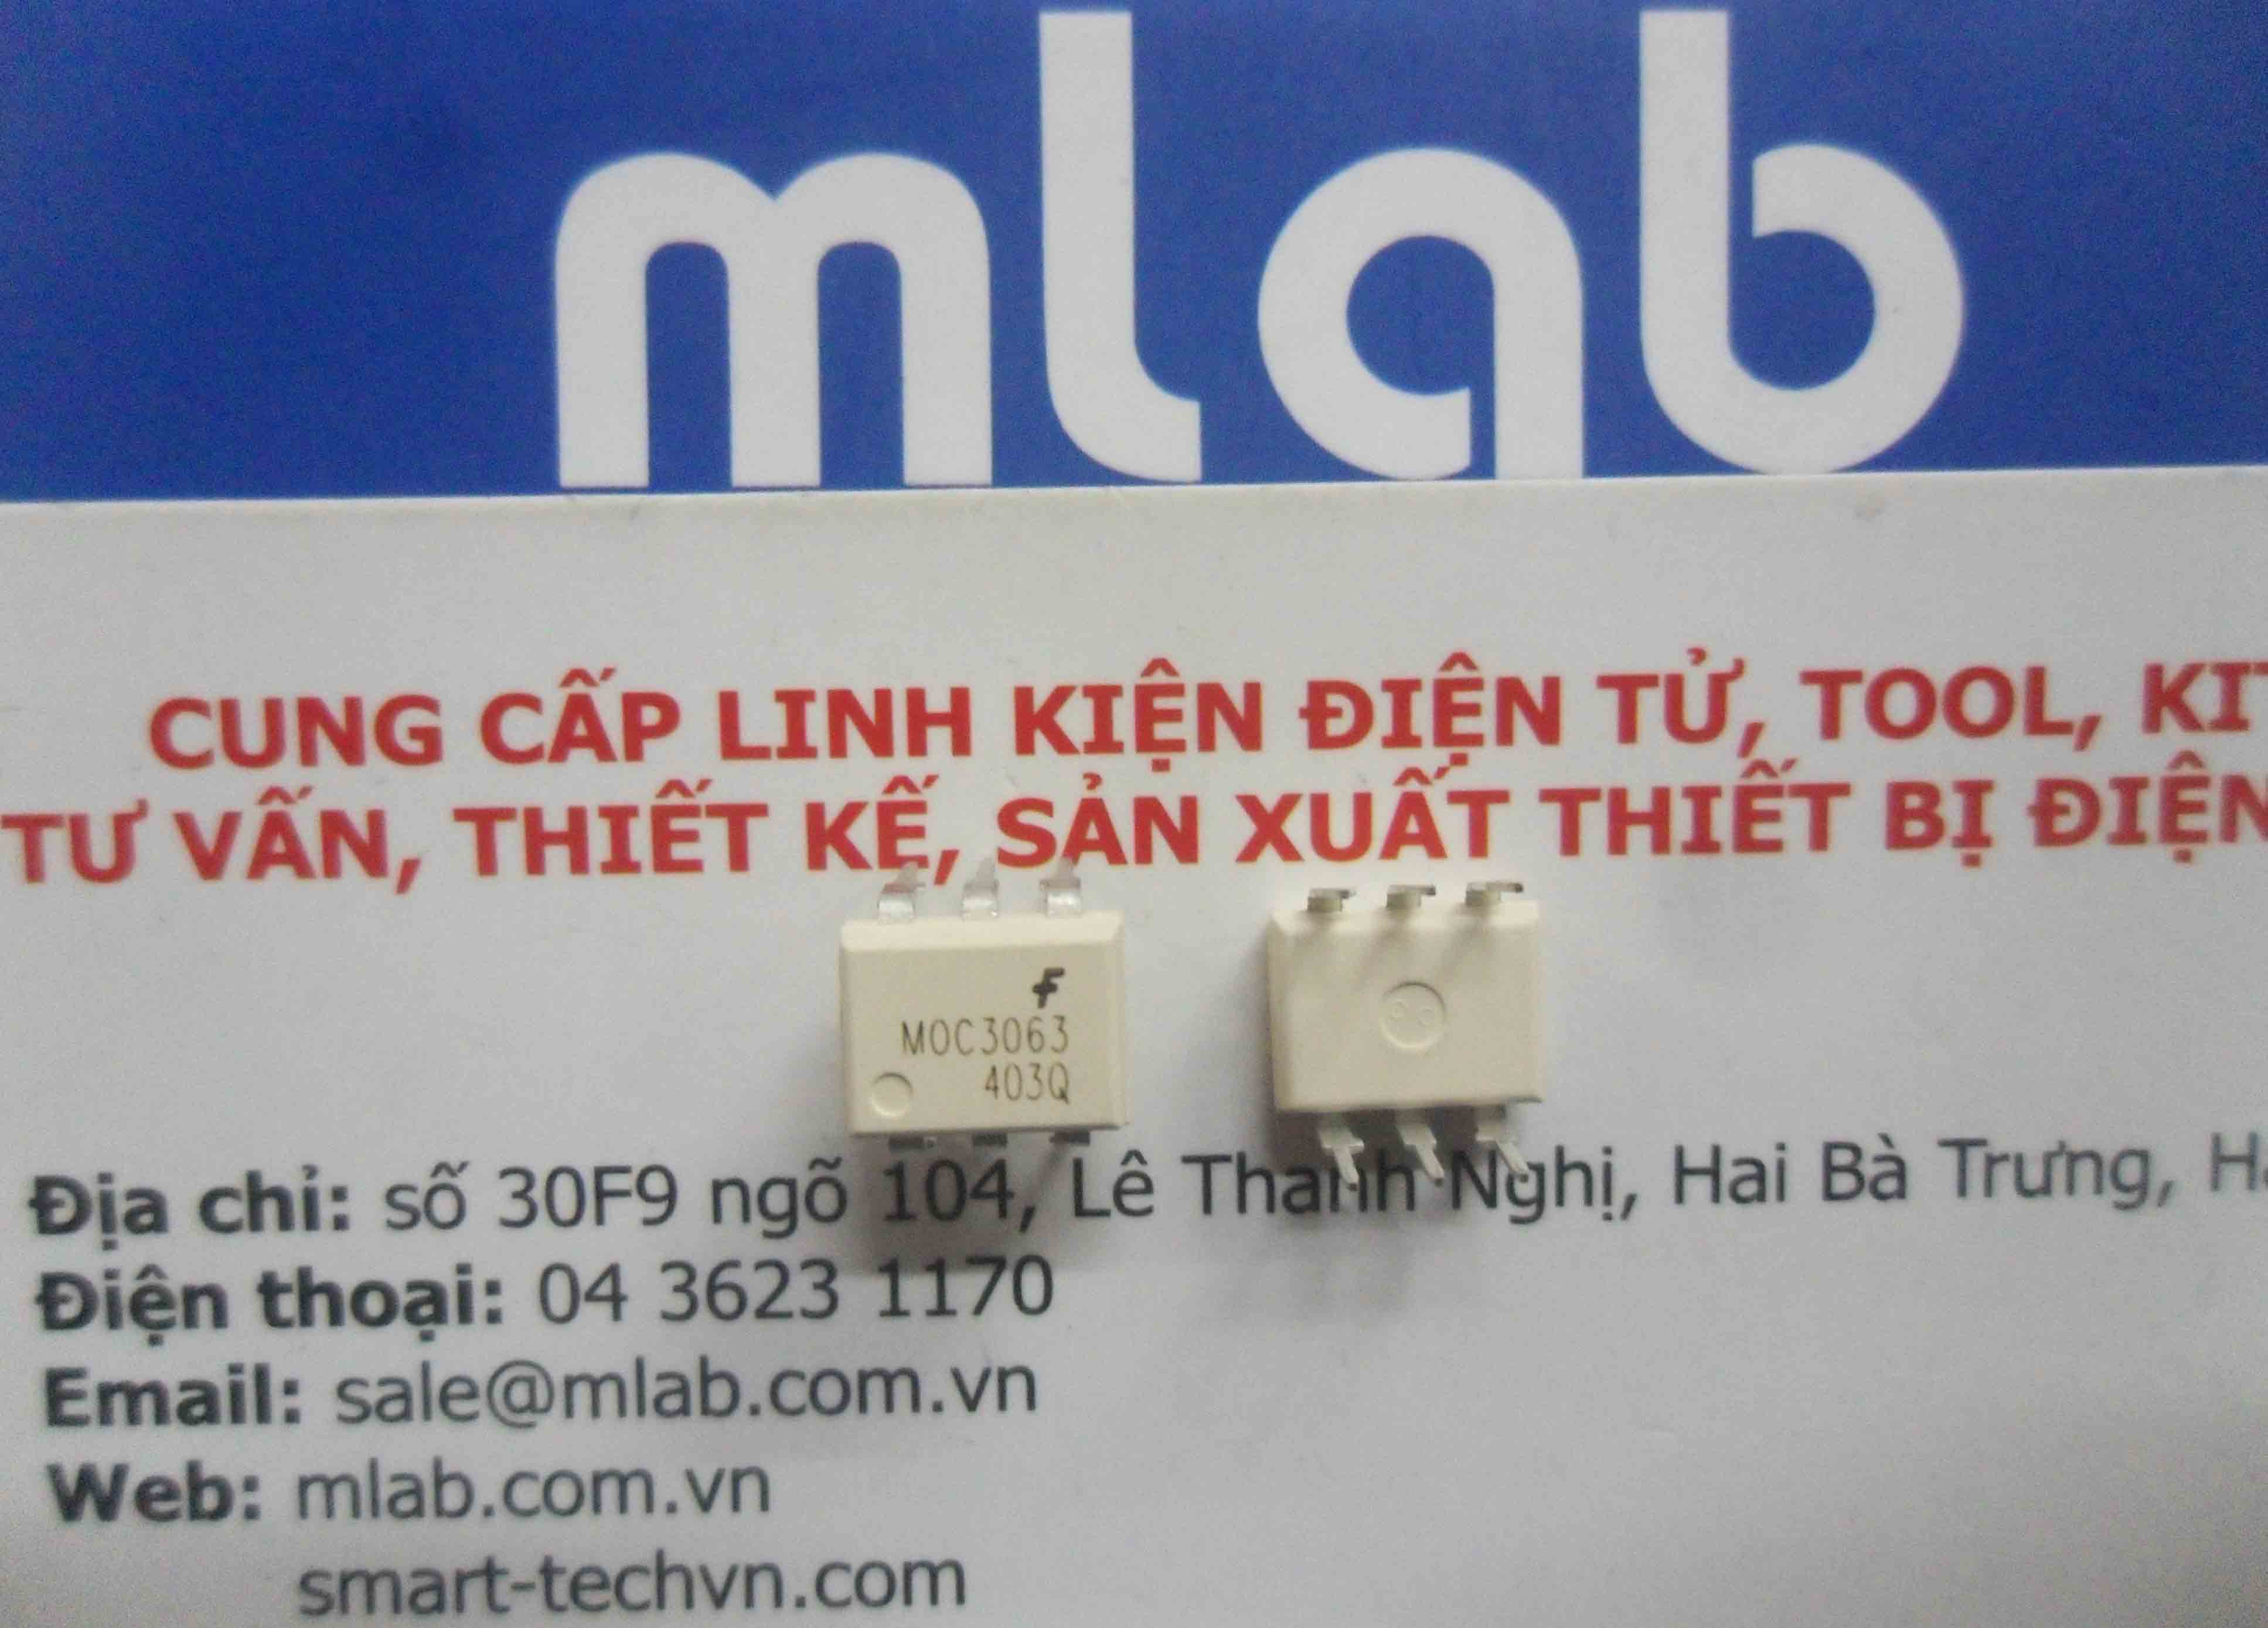 mlab
CUNG CẤP LINH KIỆN ĐIỆN TỬ, TOOL,
TƯ VẤN, THIẾT KẾ, SẢN XUẤT THIẾT BỊ ĐIỆN
F
MOC3063
403Q
Địa chỉ: số 30F9 ngõ 104, Lê Thanh Nghị, Hai Bà Trưng,
Điện thoại: 04 3623 1170
Email: sale@mlab.com.vn
Web: mlab.com.vn
smart-techvn.com